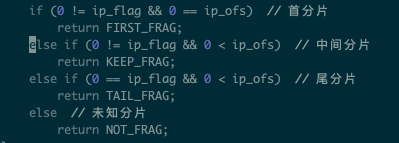 if (0 != ip_flag && 0 == ip_ofs)  // 首分片
    return FIRST_FRAG;
else if (0 != ip_flag && 0 < ip_ofs)  // 中间分片
    return KEEP_FRAG;
else if (0 == ip_flag && 0 < ip_ofs)  // 尾分片
    return TAIL_FRAG;
else  // 未知分片
    return NOT_FRAG;